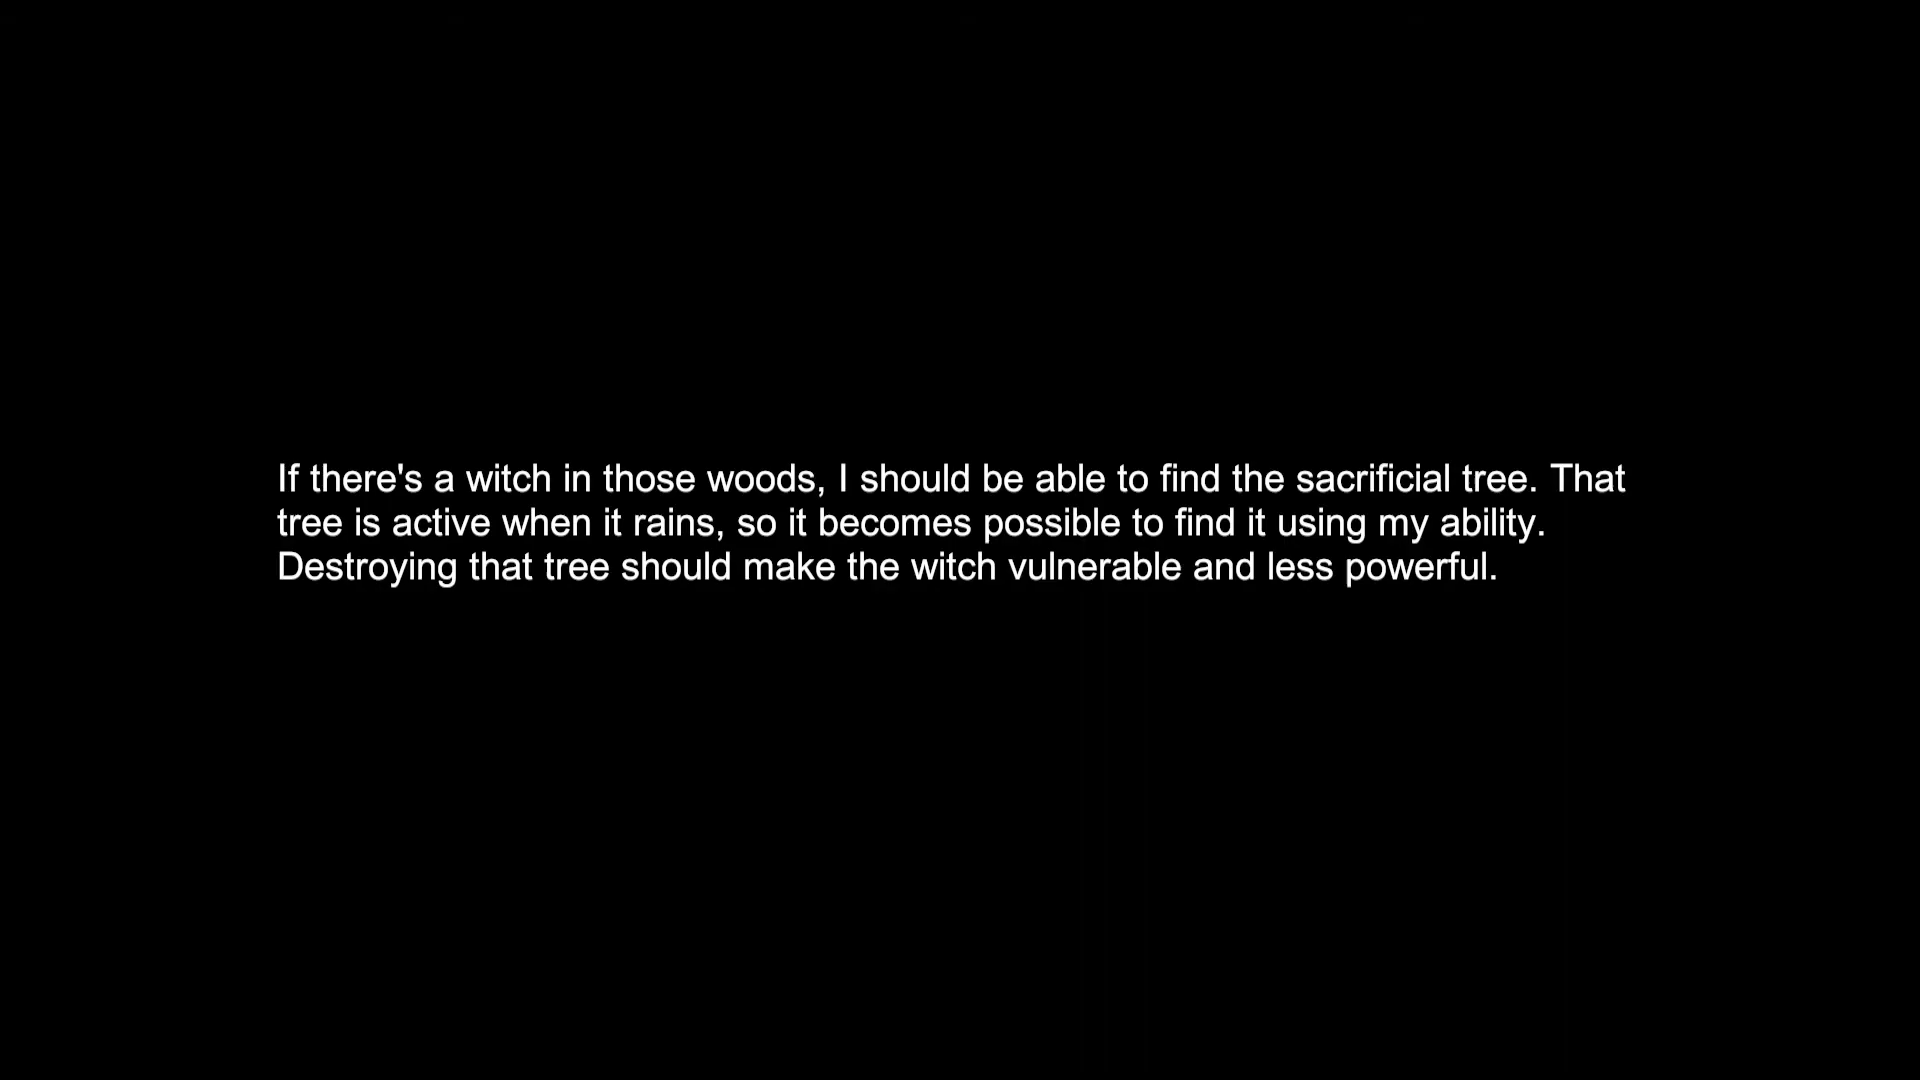 If there's a witch in those woods, I should be able to find the sacrificial tree. That
tree is active when it rains, so it becomes possible to find it using my ability.
Destroying that tree should make the witch vulnerable and less powerful.